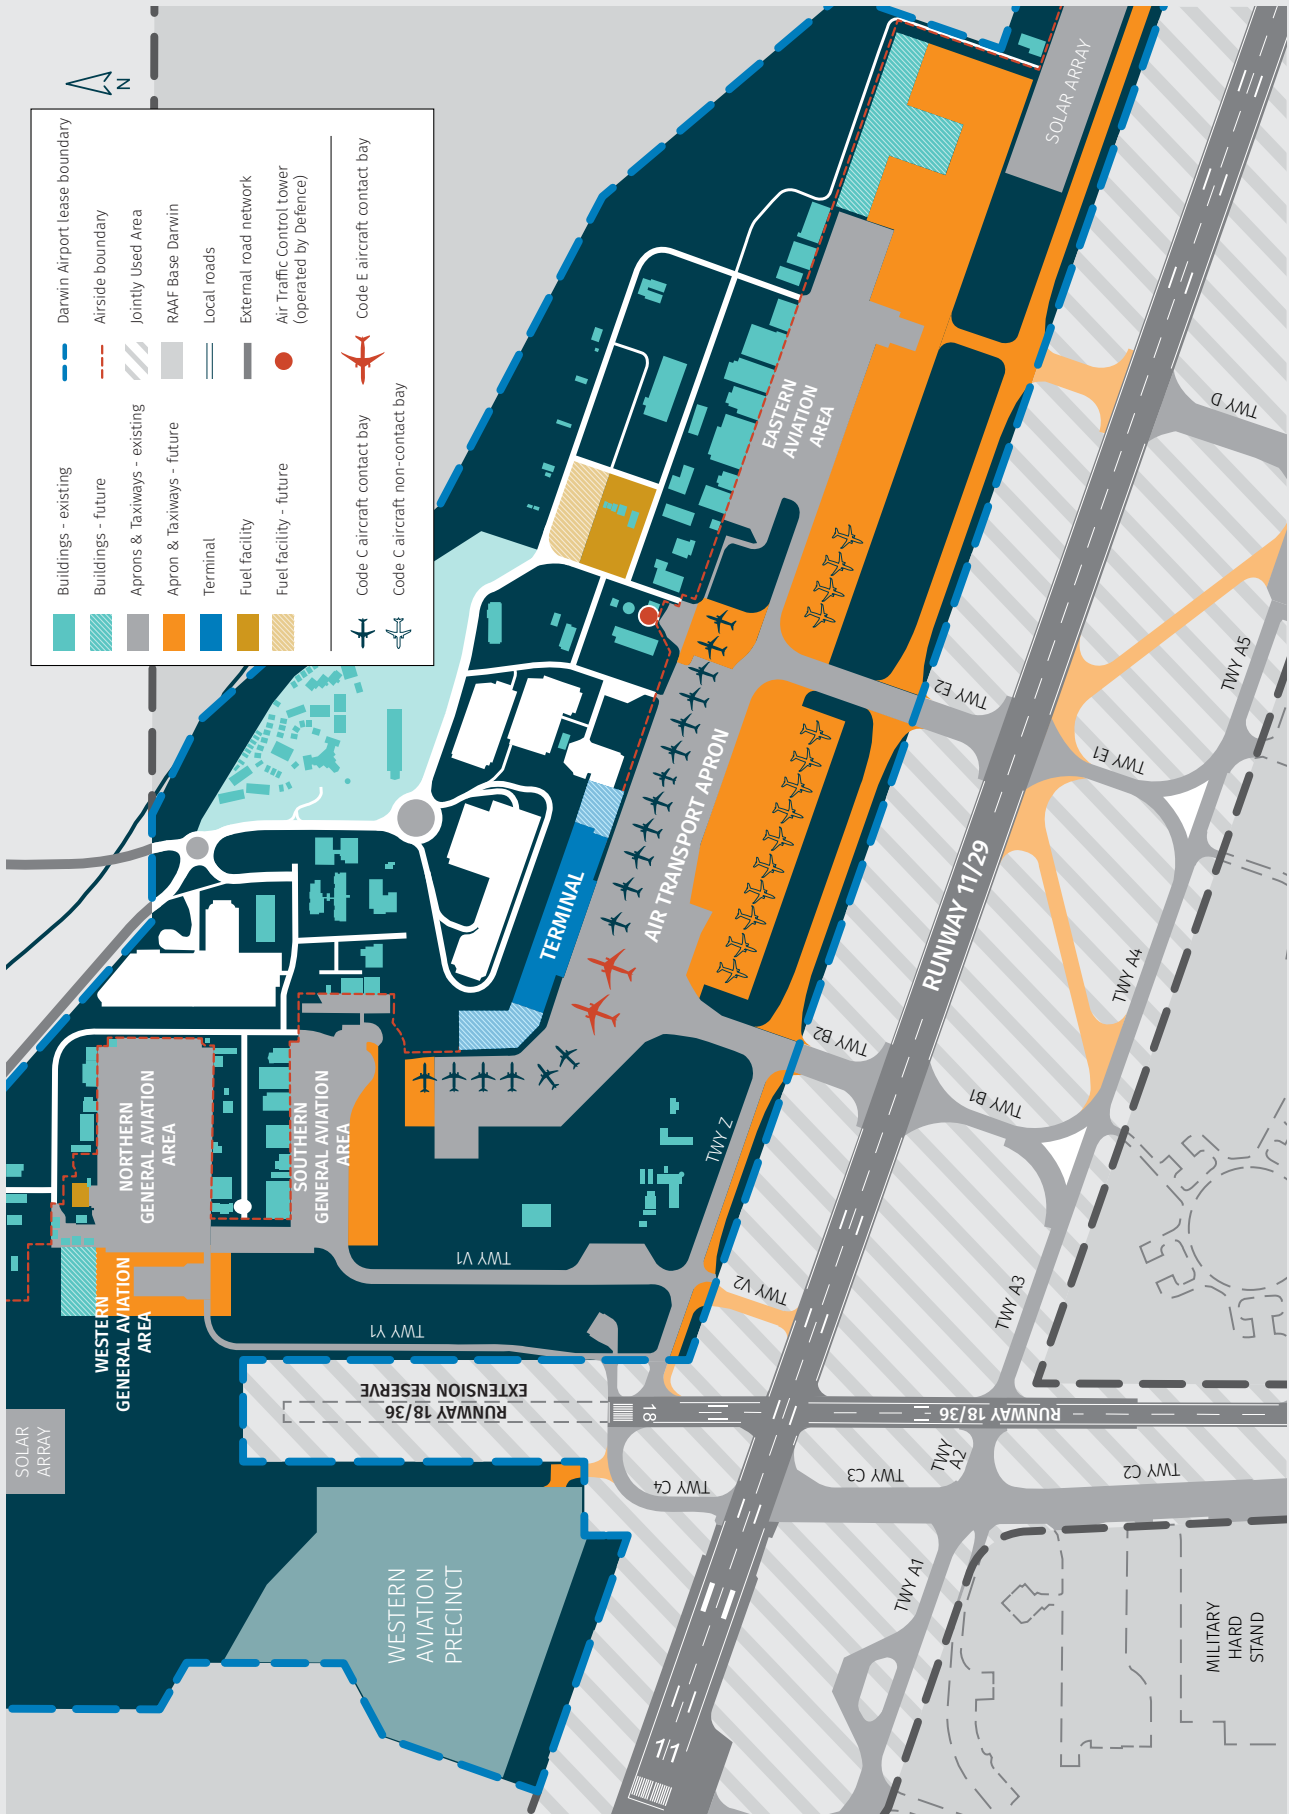 N
Buildings - existing
Buildings - future
Aprons & Taxiways - existing
Apron & Taxiways - future
Terminal
Fuel facility
Fuel facility - future
Darwin Airport lease boundary
Airside boundary
Jointly Used Area
RAAF Base Darwin
Local roads
External road network
Air Traffic Control tower
(operated by Defence)
Code C aircraft contact bay
Code C aircraft non-contact bay
Code E aircraft contact bay
SOLAR
ARRAY
WESTERN
GENERAL AVIATION
AREA
NORTHERN
GENERAL AVIATION
AREA
SOUTHERN
GENERAL AVIATION
AREA
TERMINAL
AIR TRANSPORT APRON
EASTERN
AVIATION
AREA
SOLAR ARRAY
WESTERN
AVIATION
PRECINCT
RUNWAY 18/36
EXTENSION RESERVE
TWY Y1
TWY V1
TWY Z
TWY V2
TWY B2
TWY E2
TWY D
18
RUNWAY 18/36
RUNWAY 11/29
11
TWY C4
TWY C3
TWY A2
TWY C2
TWY A1
TWY A3
TWY B1
TWY A4
TWY E1
TWY A5
MILITARY
HARD
STAND